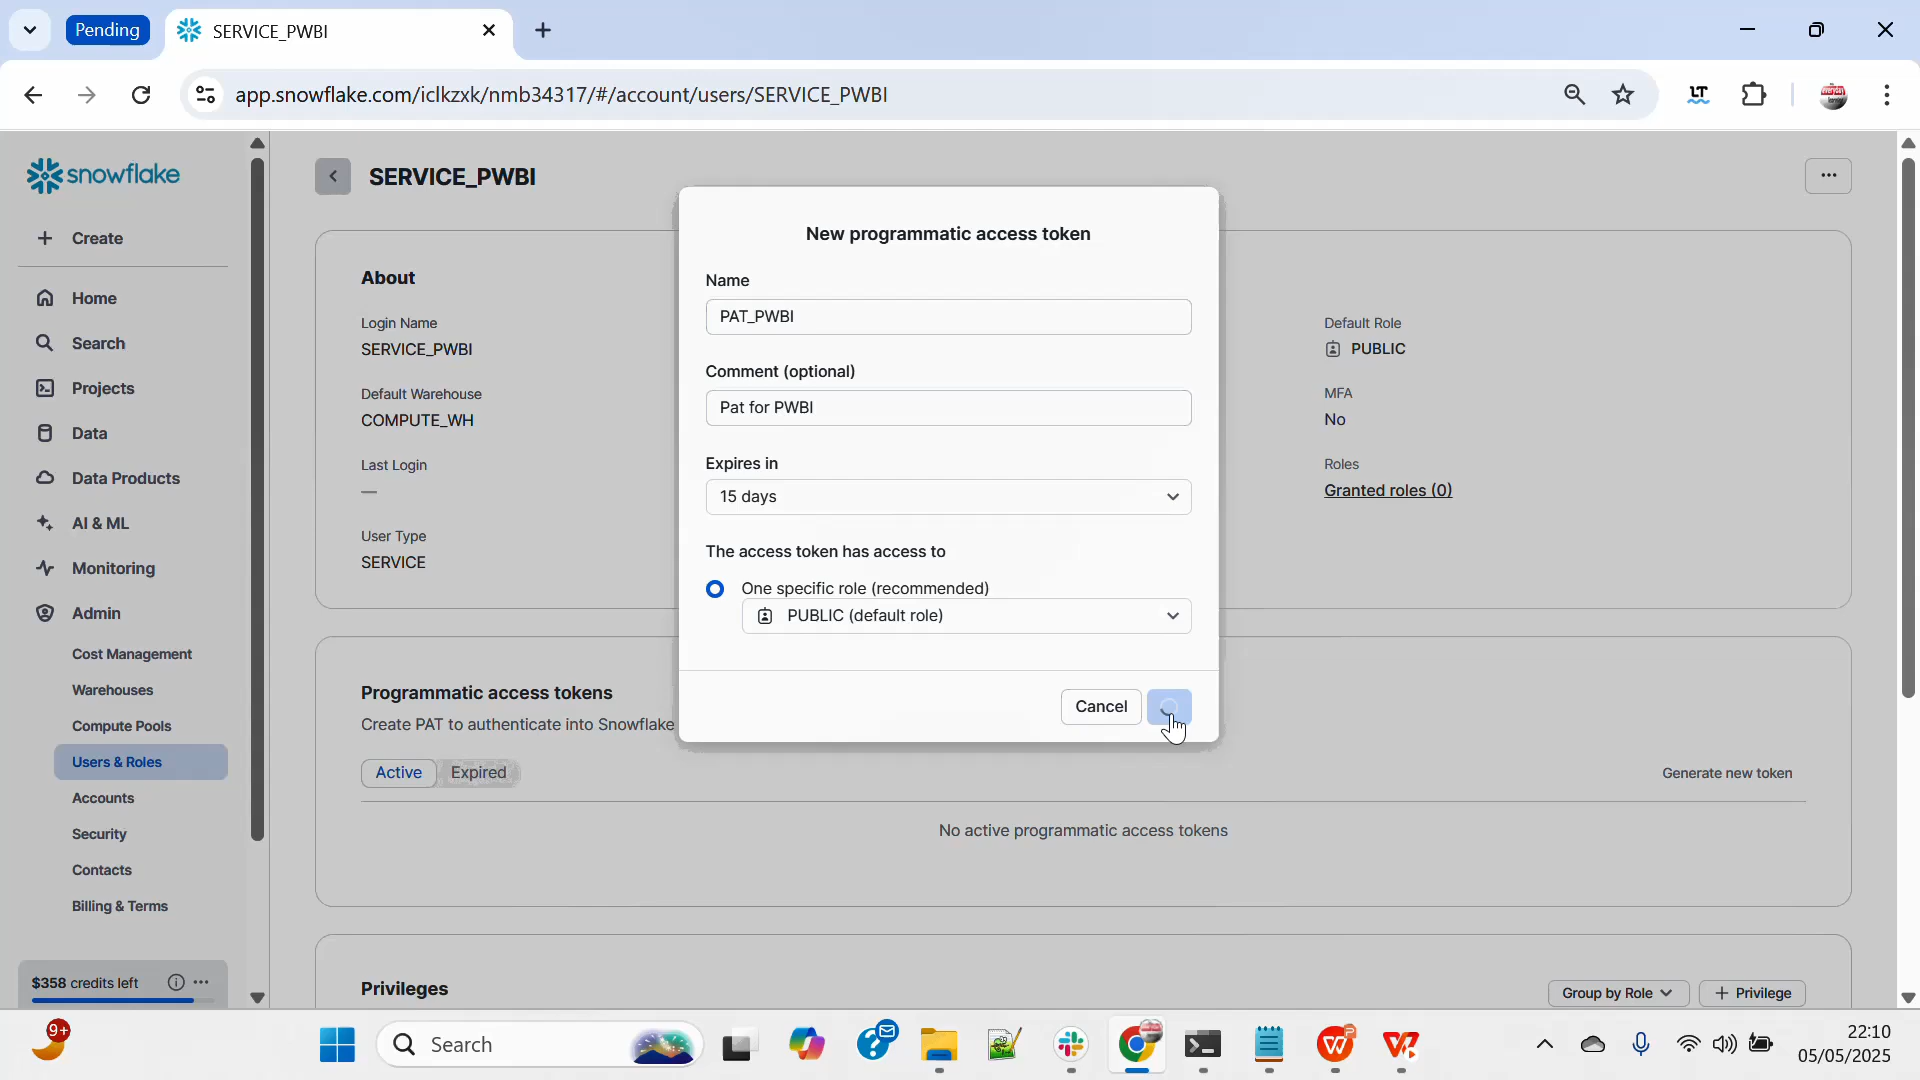 Pending
SERVICE_PWBI
app.snowflake.com/iclkzxk/nmb34317/#/account/users/SERVICE_PWBI
LT
snowflake
Create
Home
Search
Projects
Data
Data Products
AI & ML
Monitoring
Admin
Cost Management
Warehouses
Compute Pools
Users & Roles
Accounts
Security
Contacts
Billing & Terms
$358 credits left
SERVICE_PWBI
About
Login Name
SERVICE_PWBI
Default Warehouse
COMPUTE_WH
Last Login
—
User Type
SERVICE
Default Role
PUBLIC
MFA
No
Roles
Granted roles (0)
New programmatic access token
Name
PAT_PWBI
Comment (optional)
Pat for PWBI
Expires in
15 days
The access token has access to
One specific role (recommended)
PUBLIC (default role)
Cancel
Programmatic access tokens
Create PAT to authenticate into Snowflake
Active Expired
Generate new token
No active programmatic access tokens
Privileges
Group by Role
+ Privilege
9+
Search
22:10
05/05/2025